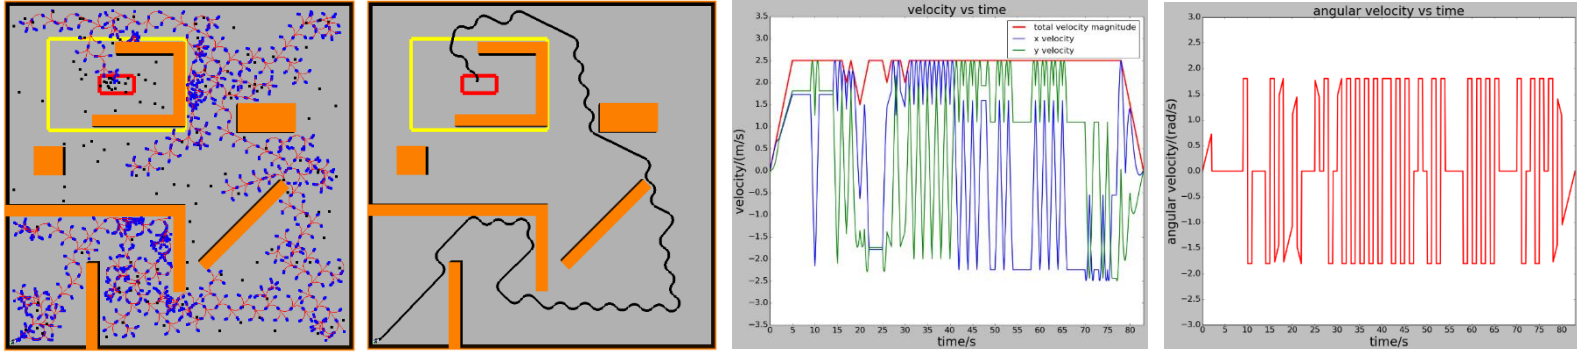 velocity vs time
3.5
3.0
2.5
2.0
1.5
1.0
0.5
0.0
−0.5
−1.0
−1.5
−2.0
−2.5
−3.0
−3.5
velocity/(m/s)
total velocity magnitude
x velocity
y velocity
0 5 10 15 20 25 30 35 40 45 50 55 60 65 70 75 80
time/s
angular velocity vs time
3.0
2.5
2.0
1.5
1.0
0.5
0.0
−0.5
−1.0
−1.5
−2.0
−2.5
−3.0
angular velocity/(rad/s)
0 5 10 15 20 25 30 35 40 45 50 55 60 65 70 75 80
time/s